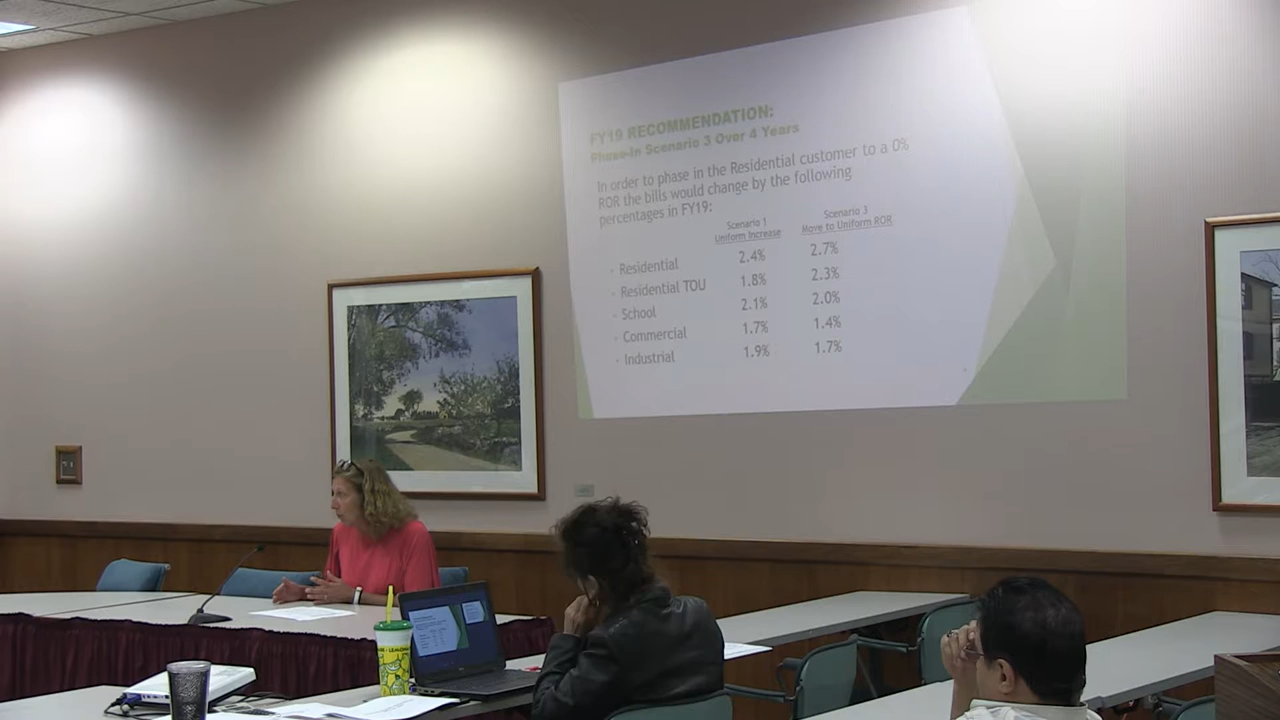 FY19 RECOMMENDATION:
Phase-In Scenario 3 Over 4 Years
In order to phase in the Residential customer to a 0%
ROR the bills would change by the following
percentages in FY19:
Scenario 1 Scenario 3
Uniform Increase Move to Uniform ROR
· Residential 2.4% 2.7%
· Residential TOU 1.8% 2.3%
· School 2.1% 2.0%
· Commercial 1.7% 1.4%
· Industrial 1.9% 1.7%